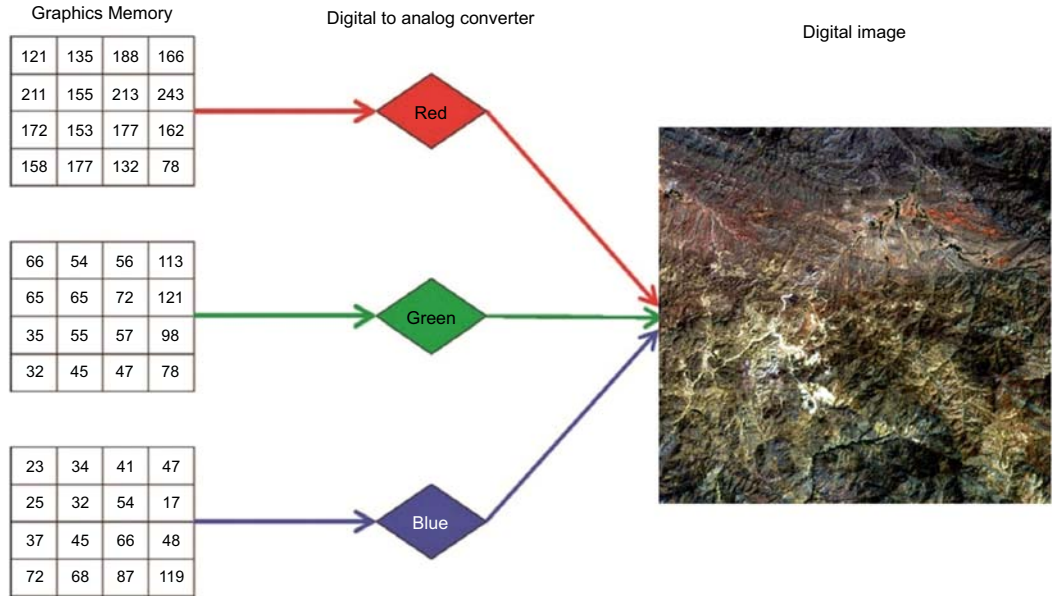 Graphics Memory
Digital to analog converter
Digital image
121 135 188 166
211 155 213 243
172 153 177 162
158 177 132 78
Red
66 54 56 113
65 65 72 121
35 55 57 98
32 45 47 78
Green
23 34 41 47
25 32 54 17
37 45 66 48
72 68 87 119
Blue